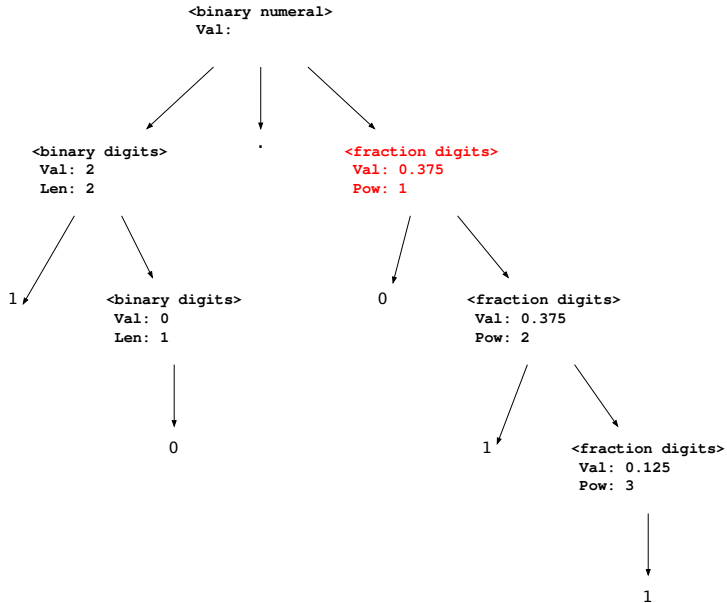 <binary numeral>
Val:
<binary digits>
Val: 2
Len: 2
.
<fraction digits>
Val: 0.375
Pow: 1
1
<binary digits>
Val: 0
Len: 1
0
<fraction digits>
Val: 0.375
Pow: 2
0
1
<fraction digits>
Val: 0.125
Pow: 3
1